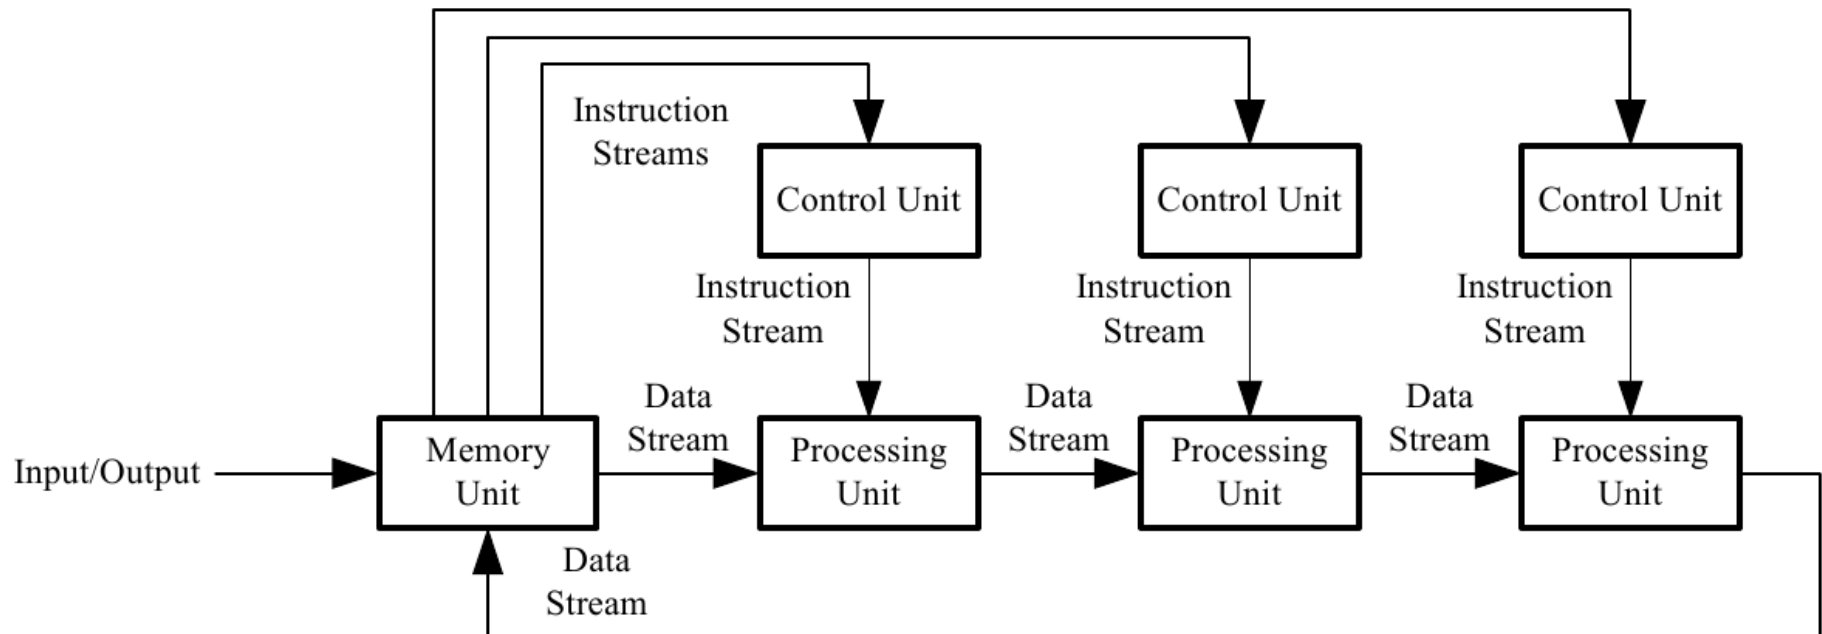 Instruction
Streams
Control Unit
Control Unit
Control Unit
Instruction
Stream
Instruction
Stream
Instruction
Stream
Data
Stream
Data
Stream
Data
Stream
Input/Output
Memory
Unit
Processing
Unit
Processing
Unit
Processing
Unit
Data
Stream